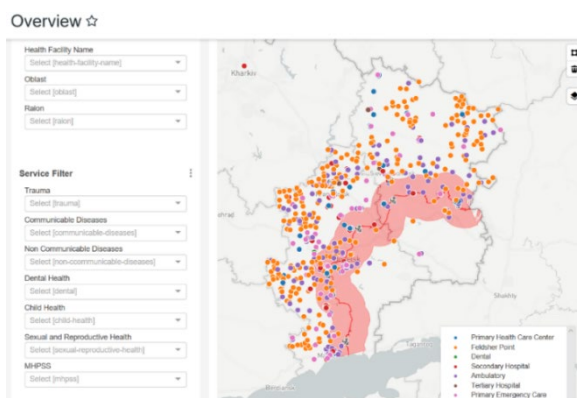 Overview ☆
Health Facility Name
Select [health-facility-name]
Oblast
Select [oblast]
Raion
Select [raion]
Service Filter
Trauma
Select [trauma]
Communicable Diseases
Select [communicable-diseases]
Non Communicable Diseases
Select [non-communicable-diseases]
Dental Health
Select [dental]
Child Health
Select [child-health]
Sexual and Reproductive Health
Select [sexual-reproductive-health]
MHPSS
Select [mhpss]
Kharkiv
Shakhty
Primary Health Care Center
Feldsher Point
Dental
Secondary Hospital
Ambulatory
Tertiary Hospital
Primary Emergency Care